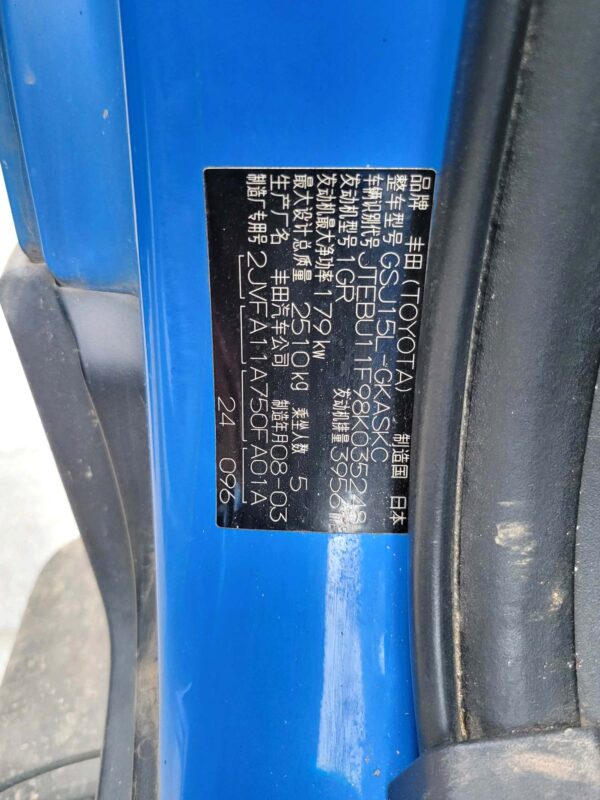 品牌 丰田 (TOYOTA) 制造国 日本
整车型号 GSJ15L-GKASKC
车辆识别代号 JTEBU11F98K035248
发动机型号 1GR 发动机排量 3956
发动机最大净功率 179 kw
最大设计总质量 2510 kg 乘坐人数 5
生产厂名 丰田汽车公司 制造年月 08-03
制造厂专用号 2JMFA11A750FA01A
24 096